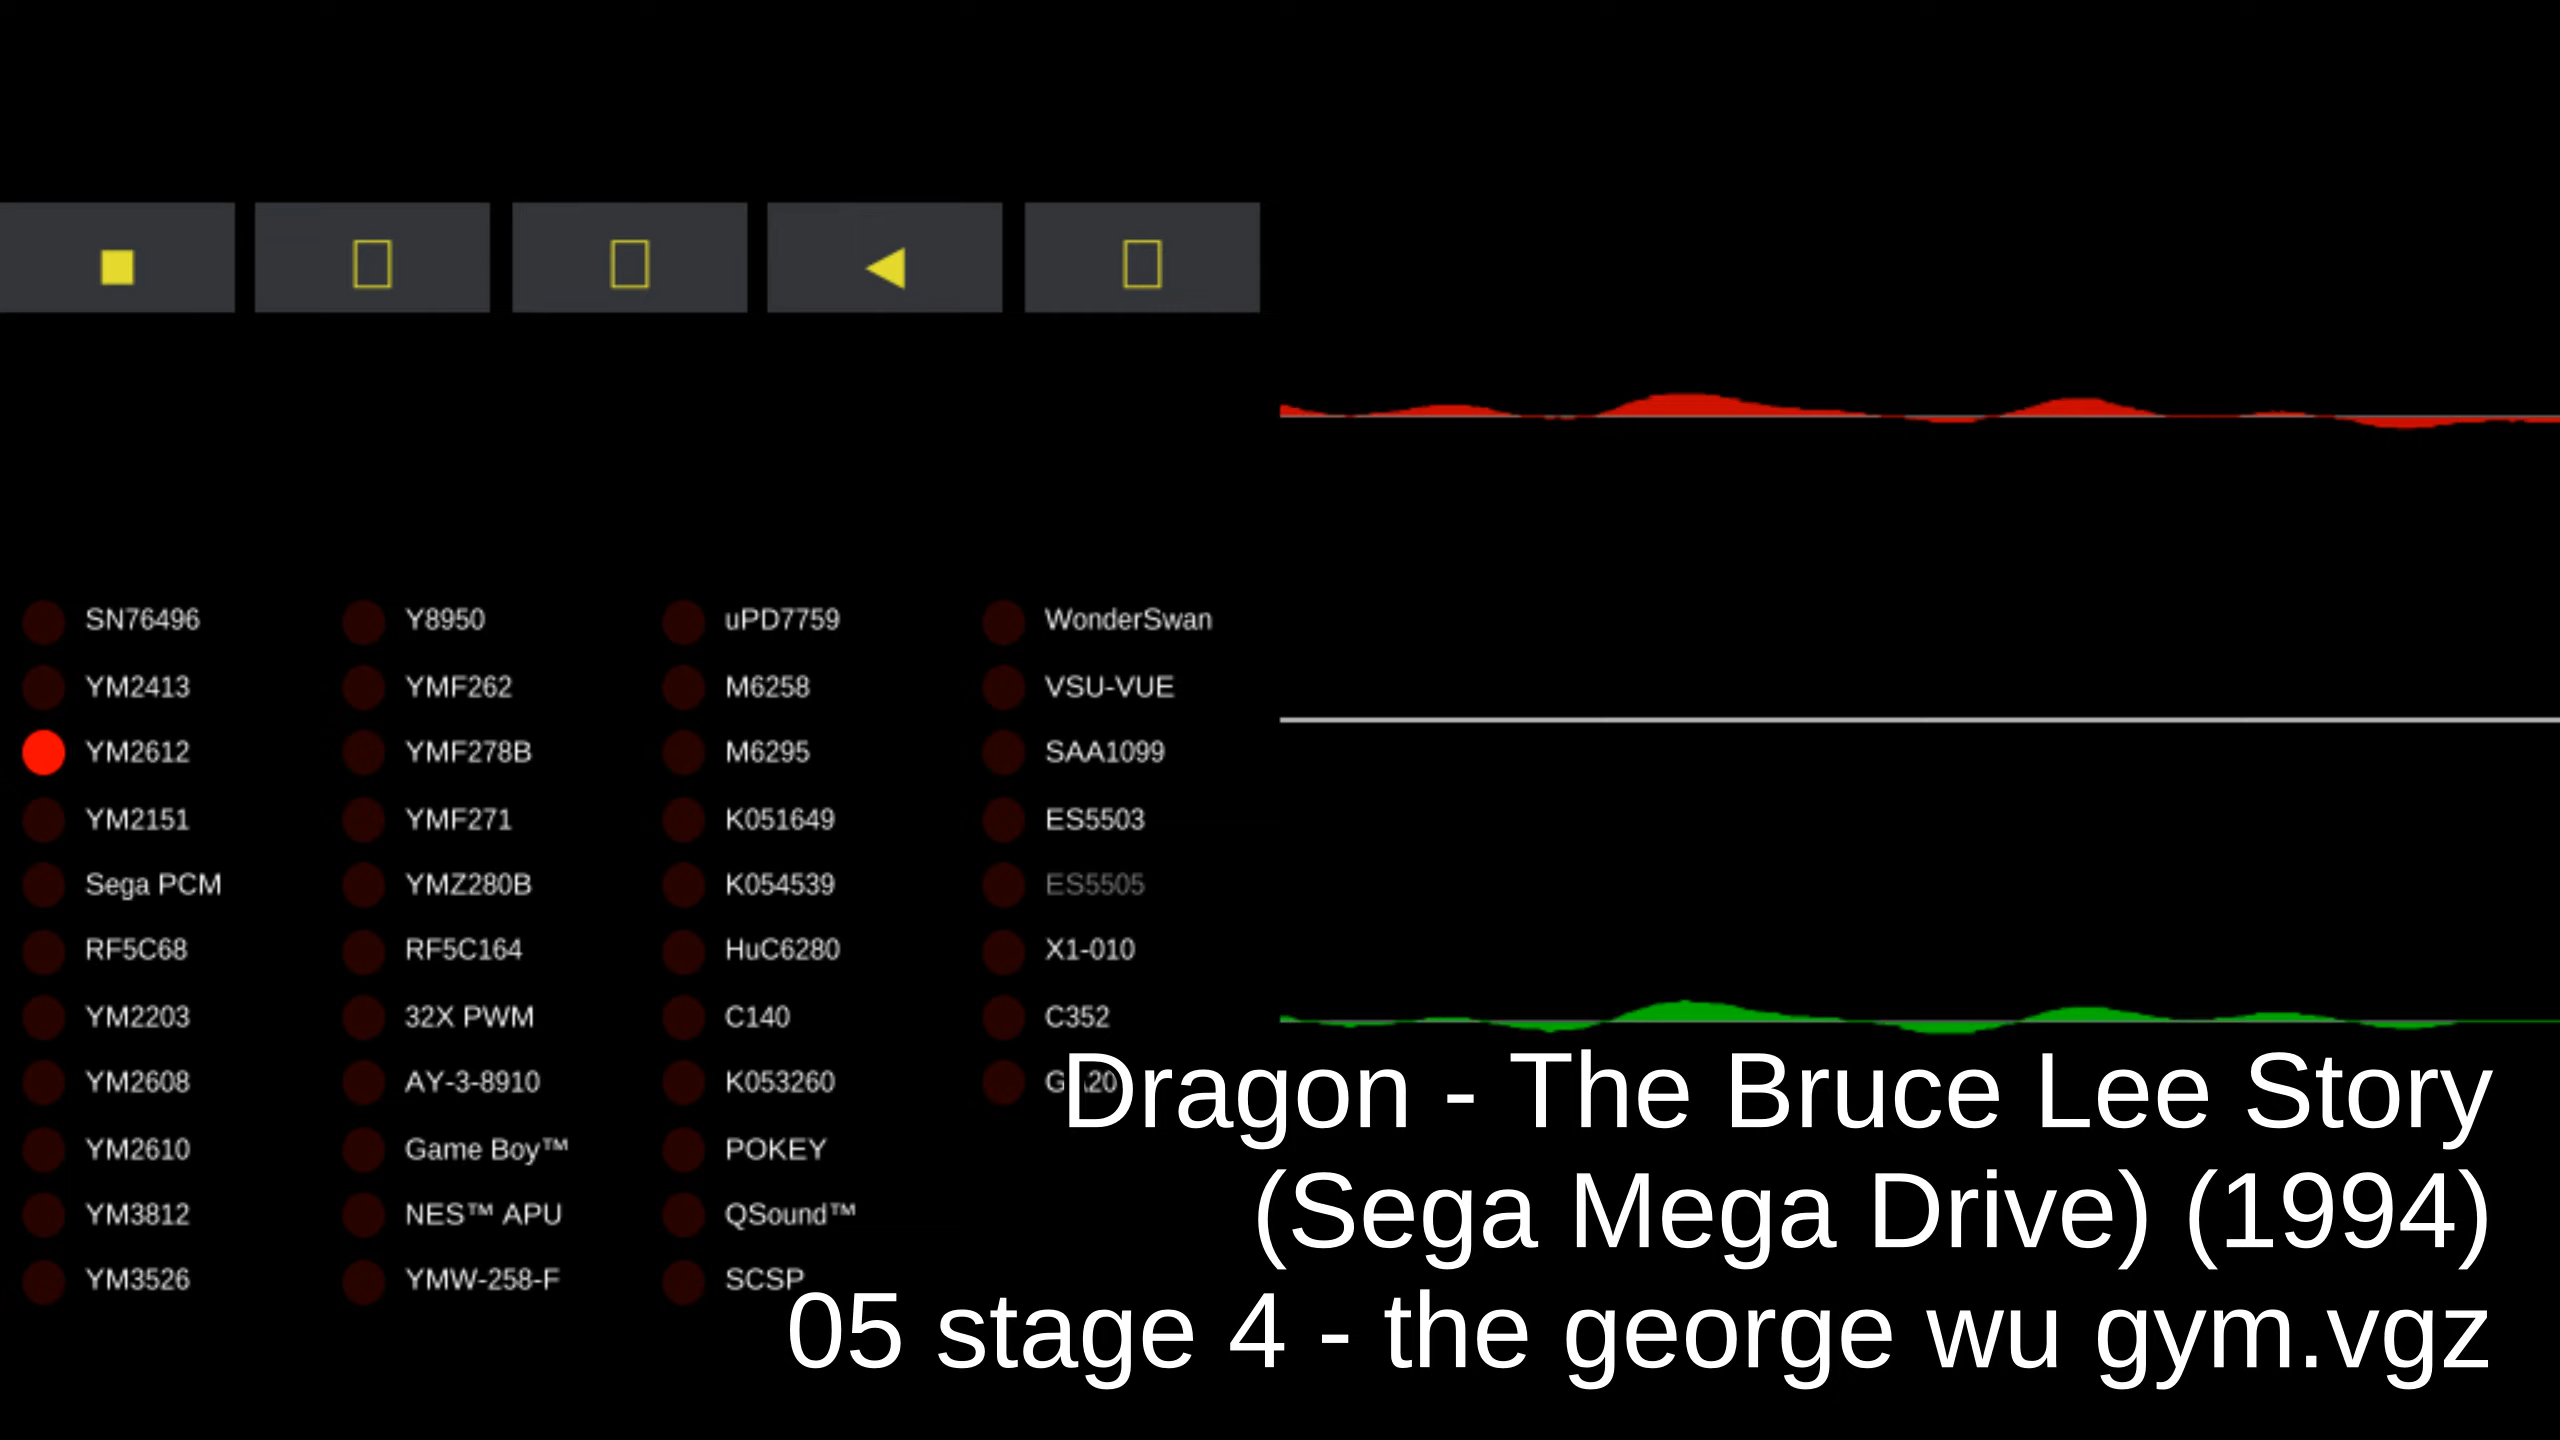 SN76496 Y8950 uPD7759 WonderSwan
YM2413 YMF262 M6258 VSU-VUE
YM2612 YMF278B M6295 SAA1099
YM2151 YMF271 K051649 ES5503
Sega PCM YMZ280B K054539 ES5505
RF5C68 RF5C164 HuC6280 X1-010
YM2203 32X PWM C140 C352
YM2608 AY-3-8910 K053260
YM2610 Game Boy™ POKEY
YM3812 NES™ APU QSound™
YM3526 YMW-258-F SCSP
Dragon - The Bruce Lee Story
(Sega Mega Drive) (1994)
05 stage 4 - the george wu gym.vgz